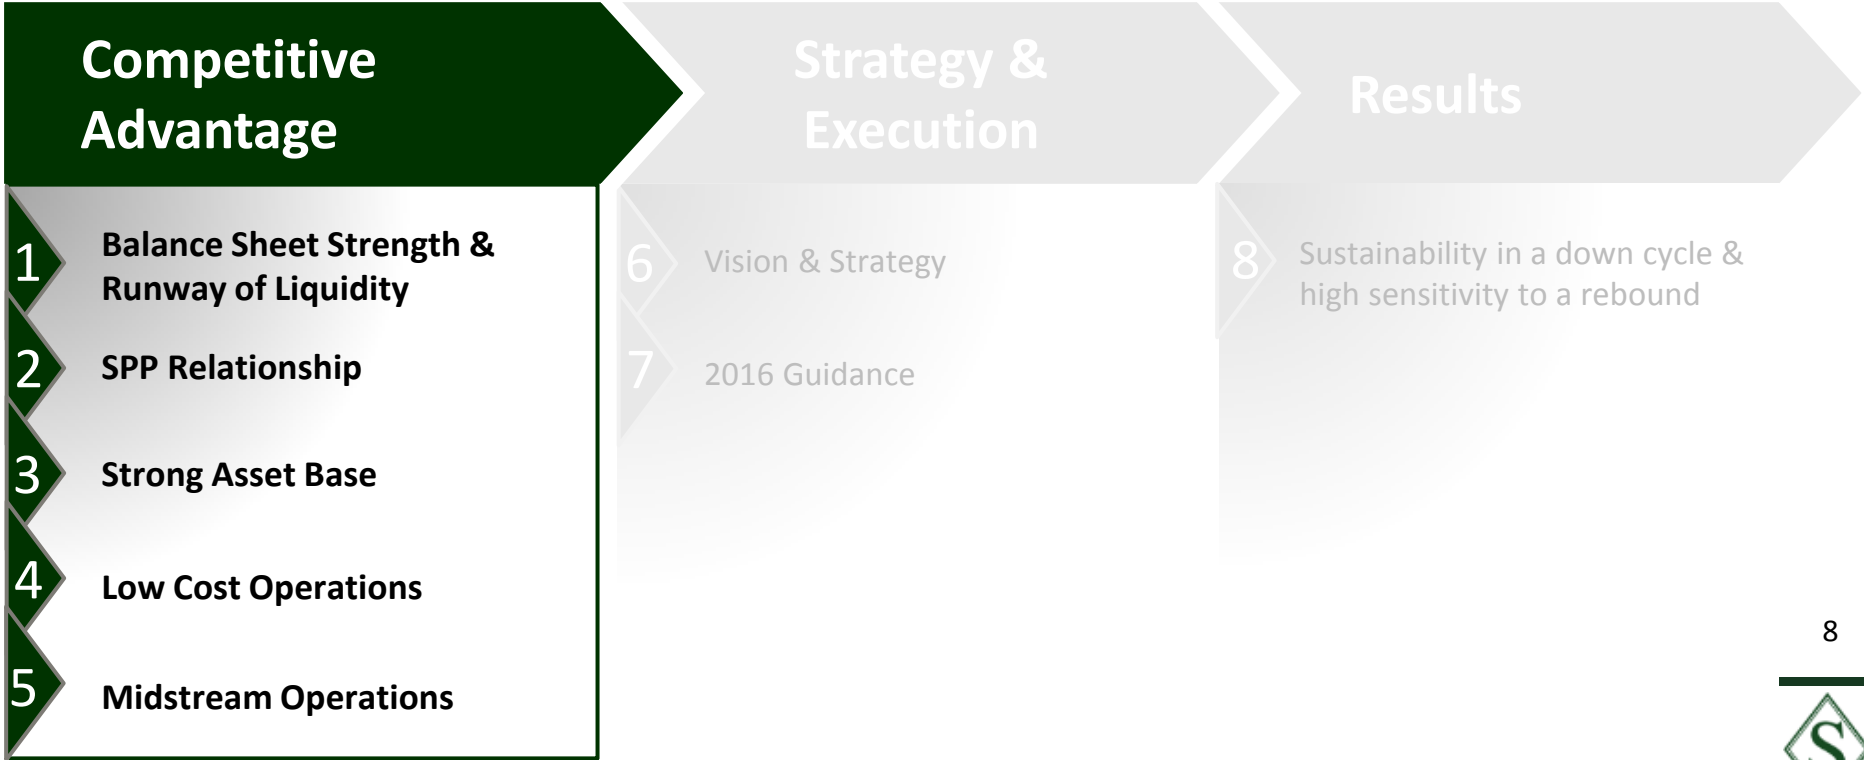 Competitive
Advantage
1
Balance Sheet Strength &
Runway of Liquidity
2
SPP Relationship
3
Strong Asset Base
4
Low Cost Operations
5
Midstream Operations
Strategy &
Execution
6
Vision & Strategy
7
2016 Guidance
Results
8
Sustainability in a down cycle &
high sensitivity to a rebound
8
S